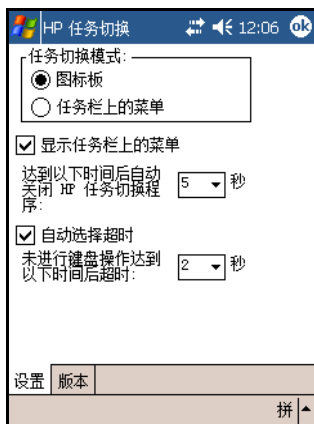 HP 任务切换 12:06 ok
任务切换模式:
图标板
任务栏上的菜单
显示任务栏上的菜单
达到以下时间后自动
关闭 HP 任务切换程
序:
5 秒
自动选择超时
未进行键盘操作达到
以下时间后超时:
2 秒
设置 版本
拼